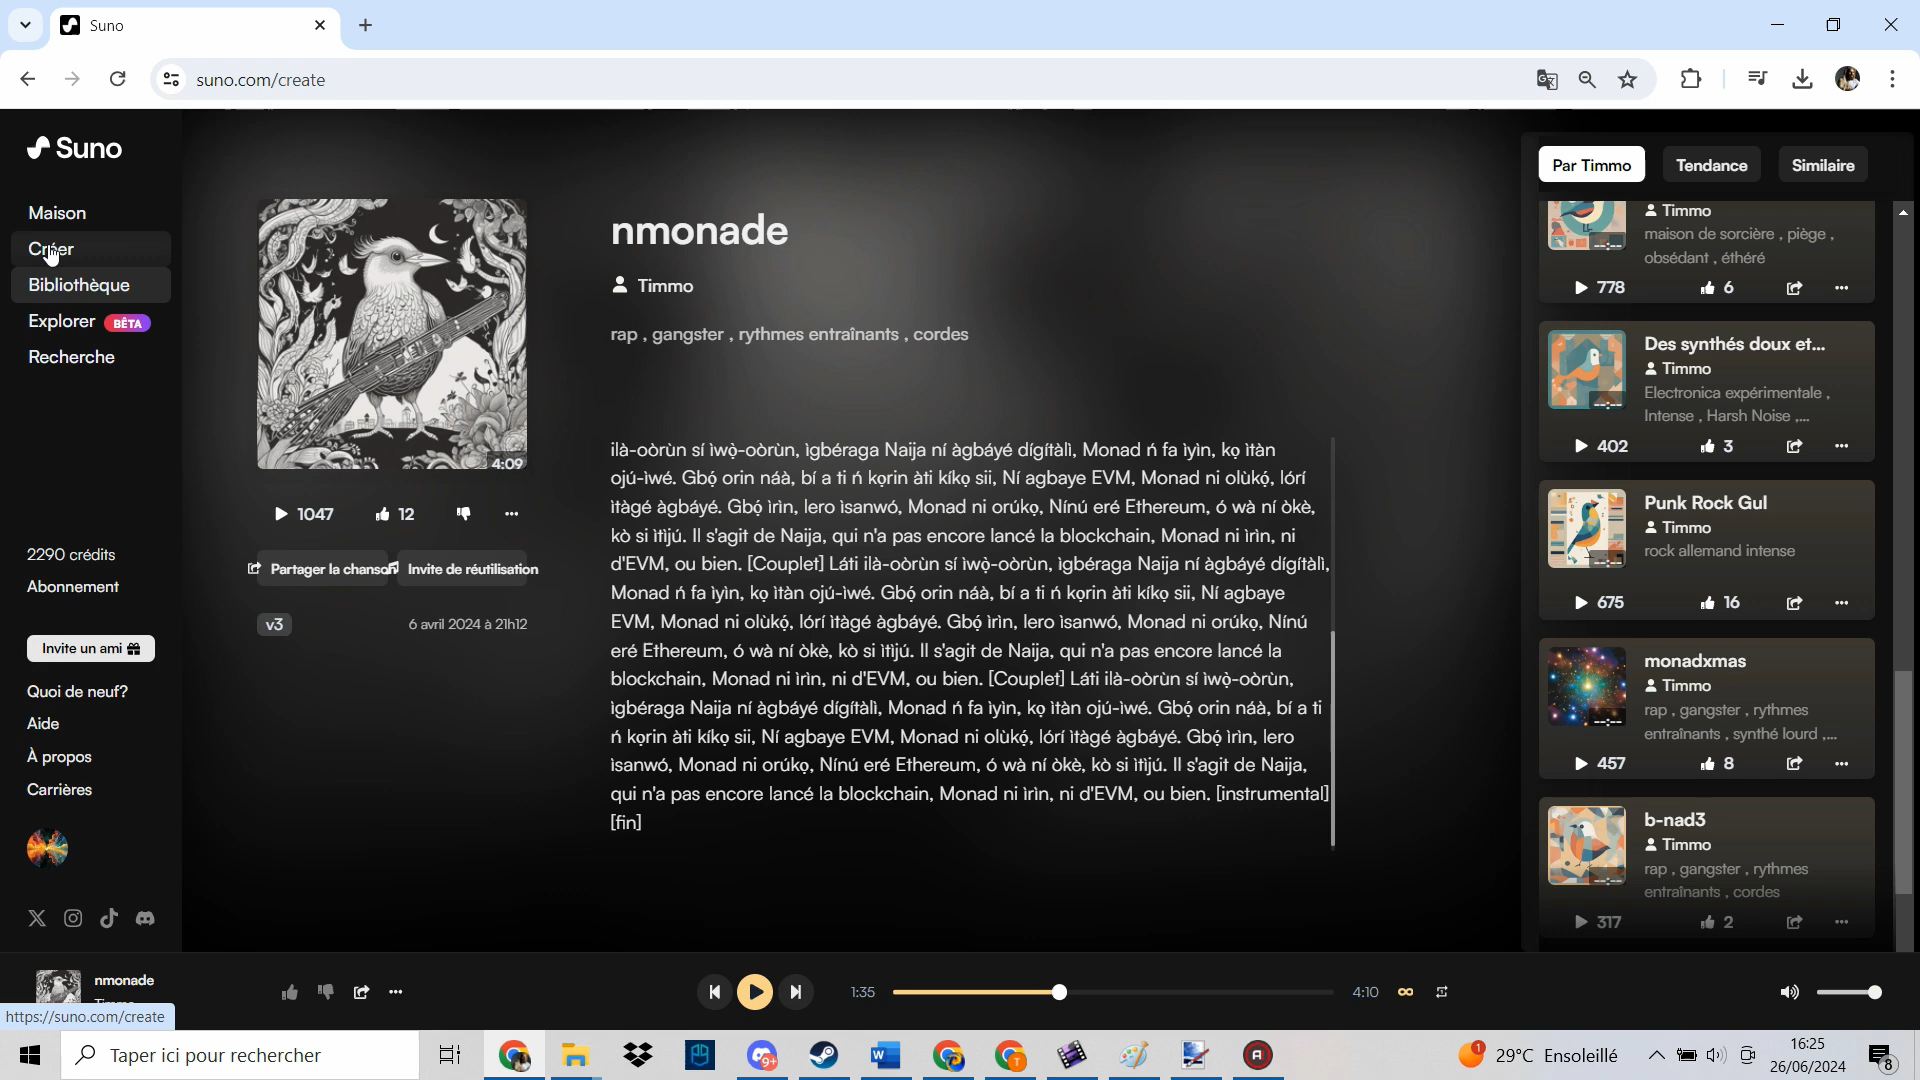 Suno
suno.com/create
Suno
Maison
Créer
Bibliothèque
Explorer BÊTA
Recherche
2290 crédits
Abonnement
Invite un ami
Quoi de neuf?
Aide
À propos
Carrières
4:09
1047
12
Partager la chanson
Invite de réutilisation
v3
6 avril 2024 à 21h12
nmonade
Timmo
rap , gangster , rythmes entraînants , cordes
ilà-oòrùn sí ìwọ̀-oòrùn, ìgbéraga Naija ní àgbáyé dígítàlì, Monad ń fa ìyìn, kọ ìtàn
ojú-ìwé. Gbọ́ orin náà, bí a ti ń kọrin àti kíkọ sii, Ní agbaye EVM, Monad ni olùkọ́, lórí
ìtàgé àgbáyé. Gbọ́ ìrìn, lero ìsanwó, Monad ni orúkọ, Nínú eré Ethereum, ó wà ní òkè,
kò si ìtìjú. Il s'agit de Naija, qui n'a pas encore lancé la blockchain, Monad ni ìrìn, ni
d'EVM, ou bien. [Couplet] Láti ilà-oòrùn sí ìwọ̀-oòrùn, ìgbéraga Naija ní àgbáyé dígítàlì,
Monad ń fa ìyìn, kọ ìtàn ojú-ìwé. Gbọ́ orin náà, bí a ti ń kọrin àti kíkọ sii, Ní agbaye
EVM, Monad ni olùkọ́, lórí ìtàgé àgbáyé. Gbọ́ ìrìn, lero ìsanwó, Monad ni orúkọ, Nínú
eré Ethereum, ó wà ní òkè, kò si ìtìjú. Il s'agit de Naija, qui n'a pas encore lancé la
blockchain, Monad ni ìrìn, ni d'EVM, ou bien. [Couplet] Láti ilà-oòrùn sí ìwọ̀-oòrùn,
ìgbéraga Naija ní àgbáyé dígítàlì, Monad ń fa ìyìn, kọ ìtàn ojú-ìwé. Gbọ́ orin náà, bí a ti
ń kọrin àti kíkọ sii, Ní agbaye EVM, Monad ni olùkọ́, lórí ìtàgé àgbáyé. Gbọ́ ìrìn, lero
ìsanwó, Monad ni orúkọ, Nínú eré Ethereum, ó wà ní òkè, kò si ìtìjú. Il s'agit de Naija,
qui n'a pas encore lancé la blockchain, Monad ni ìrìn, ni d'EVM, ou bien. [instrumental]
[fin]
Par Timmo
Tendance
Similaire
Timmo
maison de sorcière , piège ,
obsédant , éthéré
--:--
778
6
Des synthés doux et...
Timmo
Electronica expérimentale ,
Intense , Harsh Noise ,...
--:--
402
3
Punk Rock Gul
Timmo
rock allemand intense
--:--
675
16
monadxmas
Timmo
rap , gangster , rythmes
entraînants , synthé lourd ,...
--:--
457
8
b-nad3
Timmo
rap , gangster , rythmes
entraînants , cordes
--:--
317
2
nmonade
1:35
4:10
https://suno.com/create
Taper ici pour rechercher
9+
1
29°C Ensoleillé
16:25
26/06/2024
8